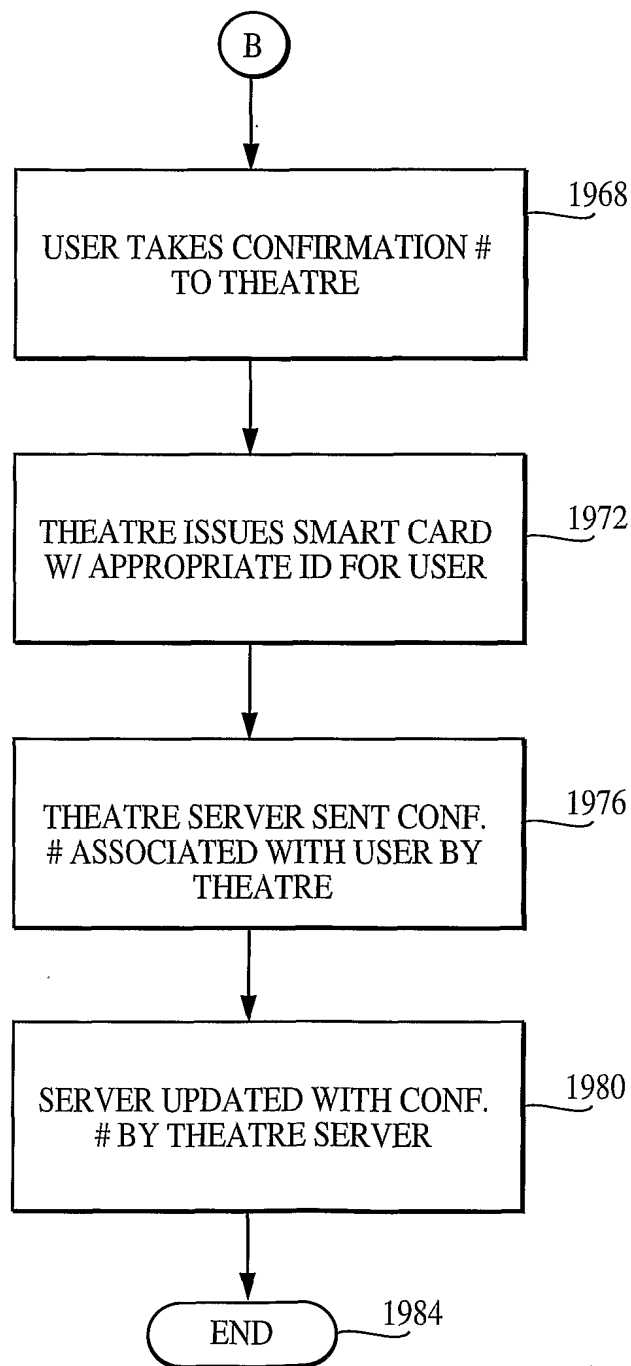 B
1968
USER TAKES CONFIRMATION #
TO THEATRE
1972
THEATRE ISSUES SMART CARD
W/ APPROPRIATE ID FOR USER
1976
THEATRE SERVER SENT CONF.
# ASSOCIATED WITH USER BY
THEATRE
1980
SERVER UPDATED WITH CONF.
# BY THEATRE SERVER
1984
END